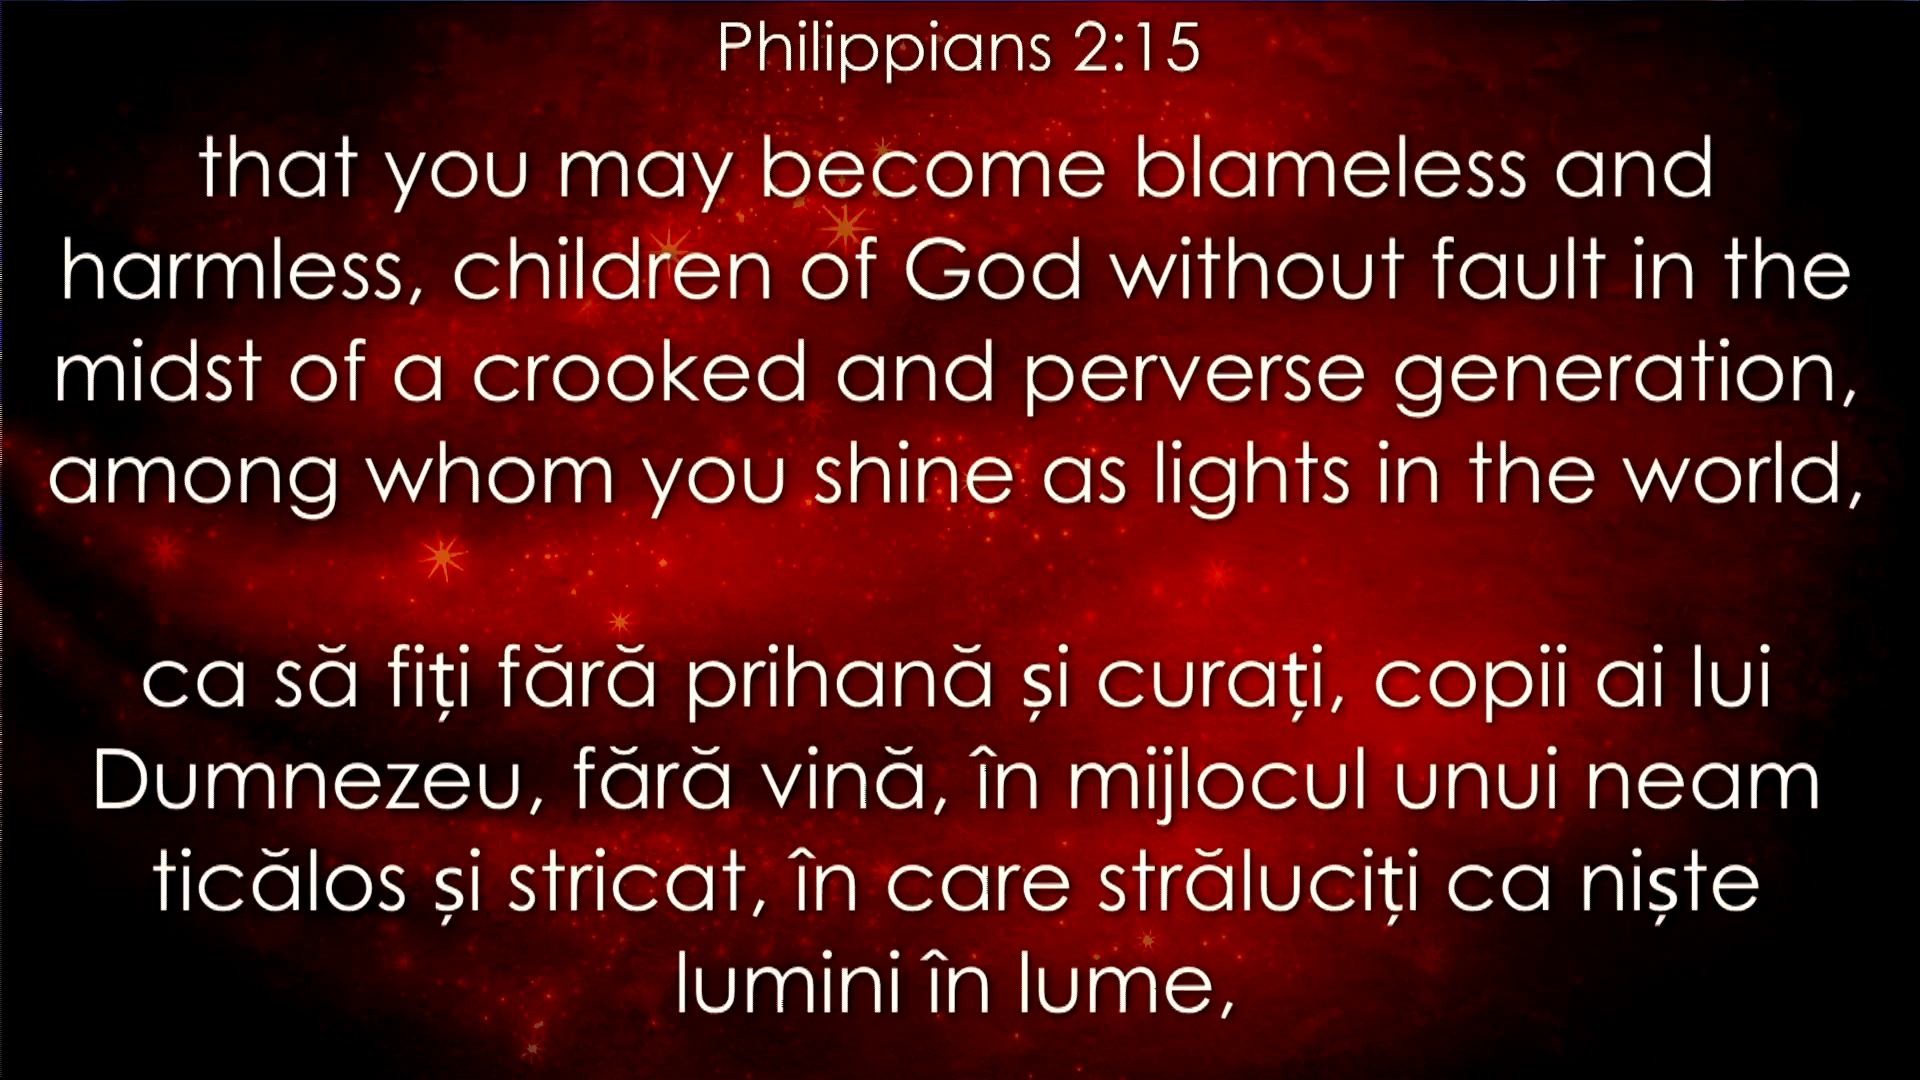 Philippians 2:15
that you may become blameless and
harmless, children of God without fault in the
midst of a crooked and perverse generation,
among whom you shine as lights in the world,
ca să fiți fără prihană și curați, copii ai lui
Dumnezeu, fără vină, în mijlocul unui neam
ticălos și stricat, în care străluciți ca niște
lumini în lume,